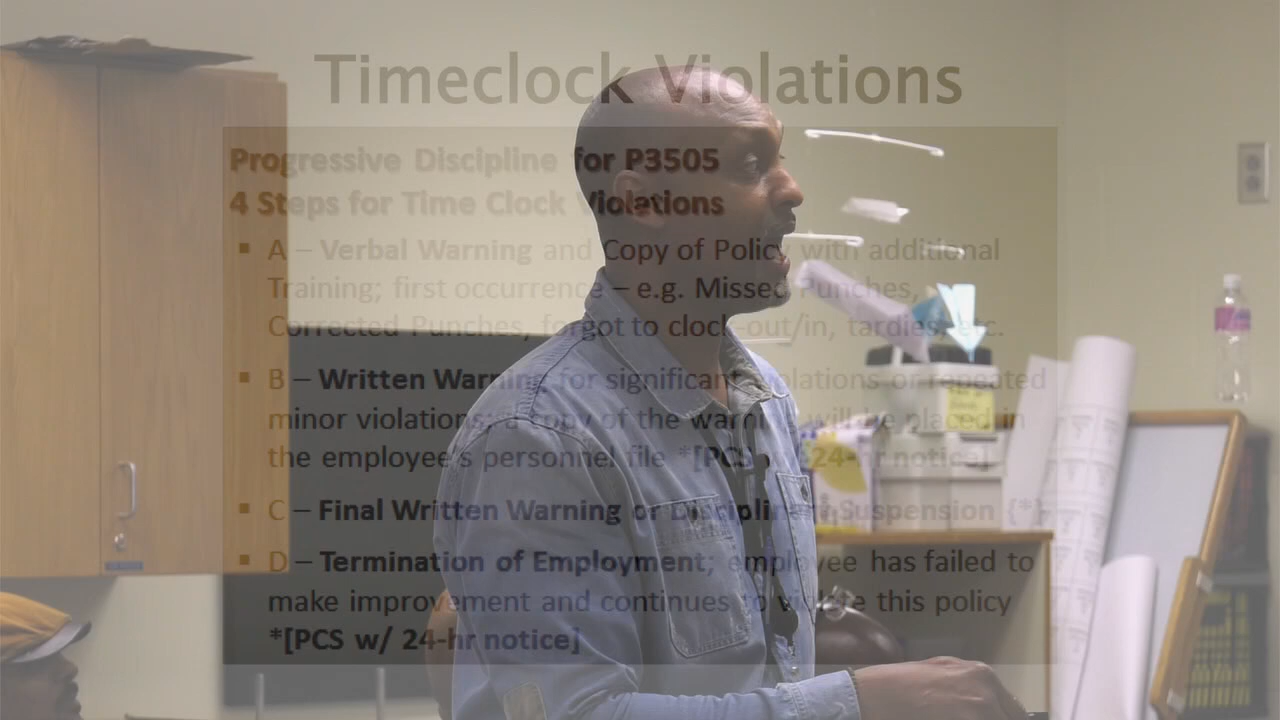 Timeclock Violations
Progressive Discipline for P3505
4 Steps for Time Clock Violations
▪ A – Verbal Warning and Copy of Policy with additional
Training; first occurrence – e.g. Missed Punches,
Corrected Punches, forgot to clock-out/in, tardies, etc.
▪ B – Written Warning for significant violations or repeated
minor violations; a copy of the warning will be placed in
the employee's personnel file *[PCS w/ 24-hr notice]
▪ C – Final Written Warning or Disciplinary Suspension {*}
▪ D – Termination of Employment; employee has failed to
make improvement and continues to violate this policy
*[PCS w/ 24-hr notice]